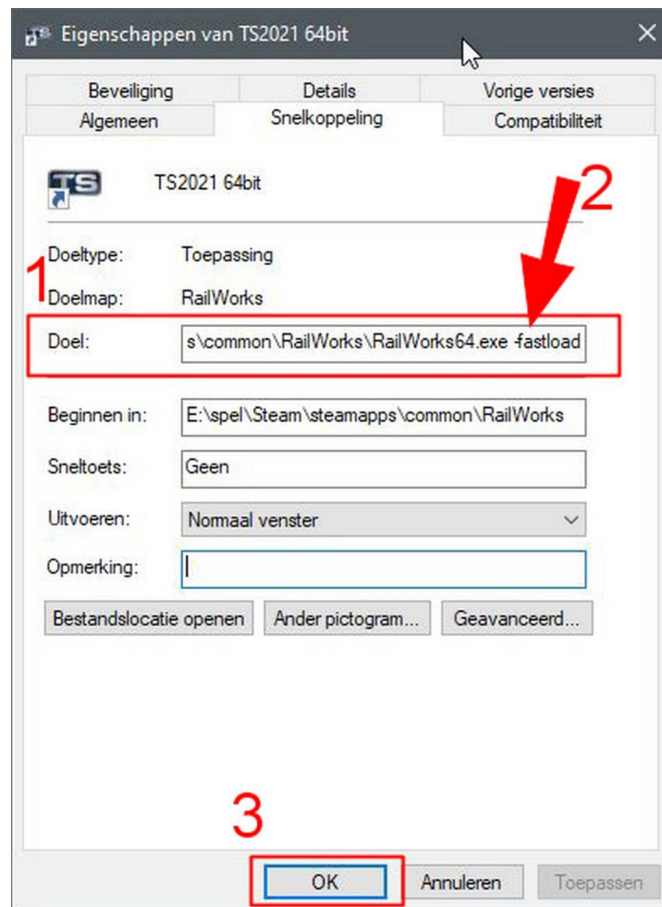 Eigenschappen van TS2021 64bit
Beveiliging Details Vorige versies
Algemeen Snelkoppeling Compatibiliteit
TS TS2021 64bit
2
Doeltype: Toepassing
1
Doelmap: RailWorks
Doel: s\common\RailWorks\RailWorks64.exe -fastload
Beginnen in: E:\spel\Steam\steamapps\common\RailWorks
Sneltoets: Geen
Uitvoeren: Normaal venster
Opmerking:
Bestandslocatie openen Ander pictogram... Geavanceerd...
3
OK Annuleren Toepassen